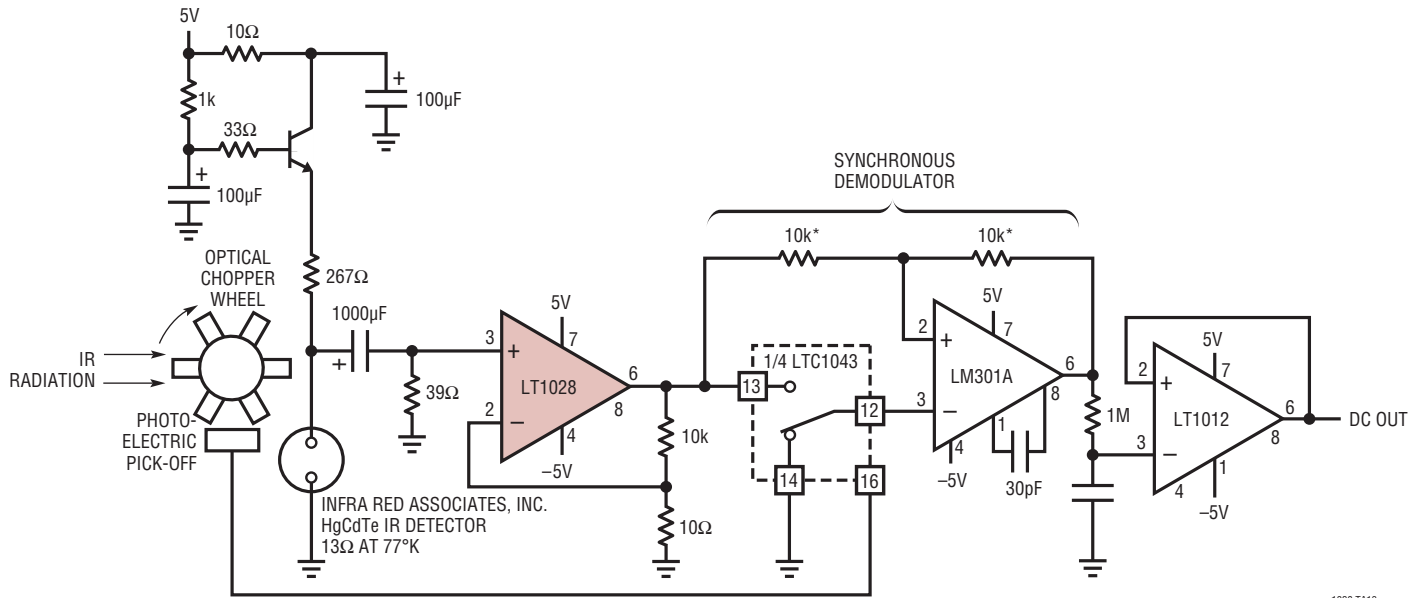 5V
10Ω
1k
33Ω
+
100µF
+
100µF
267Ω
OPTICAL
CHOPPER
WHEEL
IR
RADIATION
PHOTO-
ELECTRIC
PICK-OFF
1000µF
+
39Ω
INFRA RED ASSOCIATES, INC.
HgCdTe IR DETECTOR
13Ω AT 77°K
5V
7
3
+
LT1028
6
8
2
–
4
–5V
10k
10Ω
SYNCHRONOUS
DEMODULATOR
10k*
10k*
1/4 LTC1043
13
12
14
16
5V
7
2
+
LM301A
6
8
3
–
1
4
–5V
30pF
1M
5V
7
2
+
LT1012
6
8
3
–
4
1
–5V
DC OUT